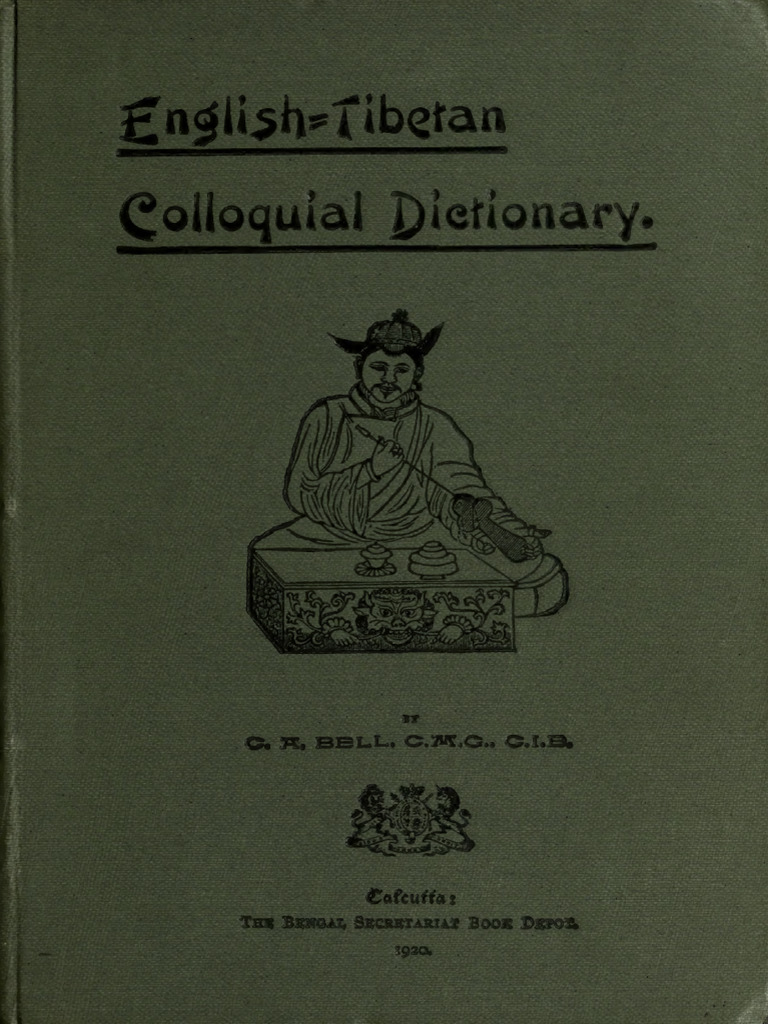 English=Tibetan
Colloquial Dictionary.
BY
C. A. BELL, C.M.G., C.I.E.
Calcutta:
THE BENGAL SECRETARIAT BOOK DEPOT.
1920.